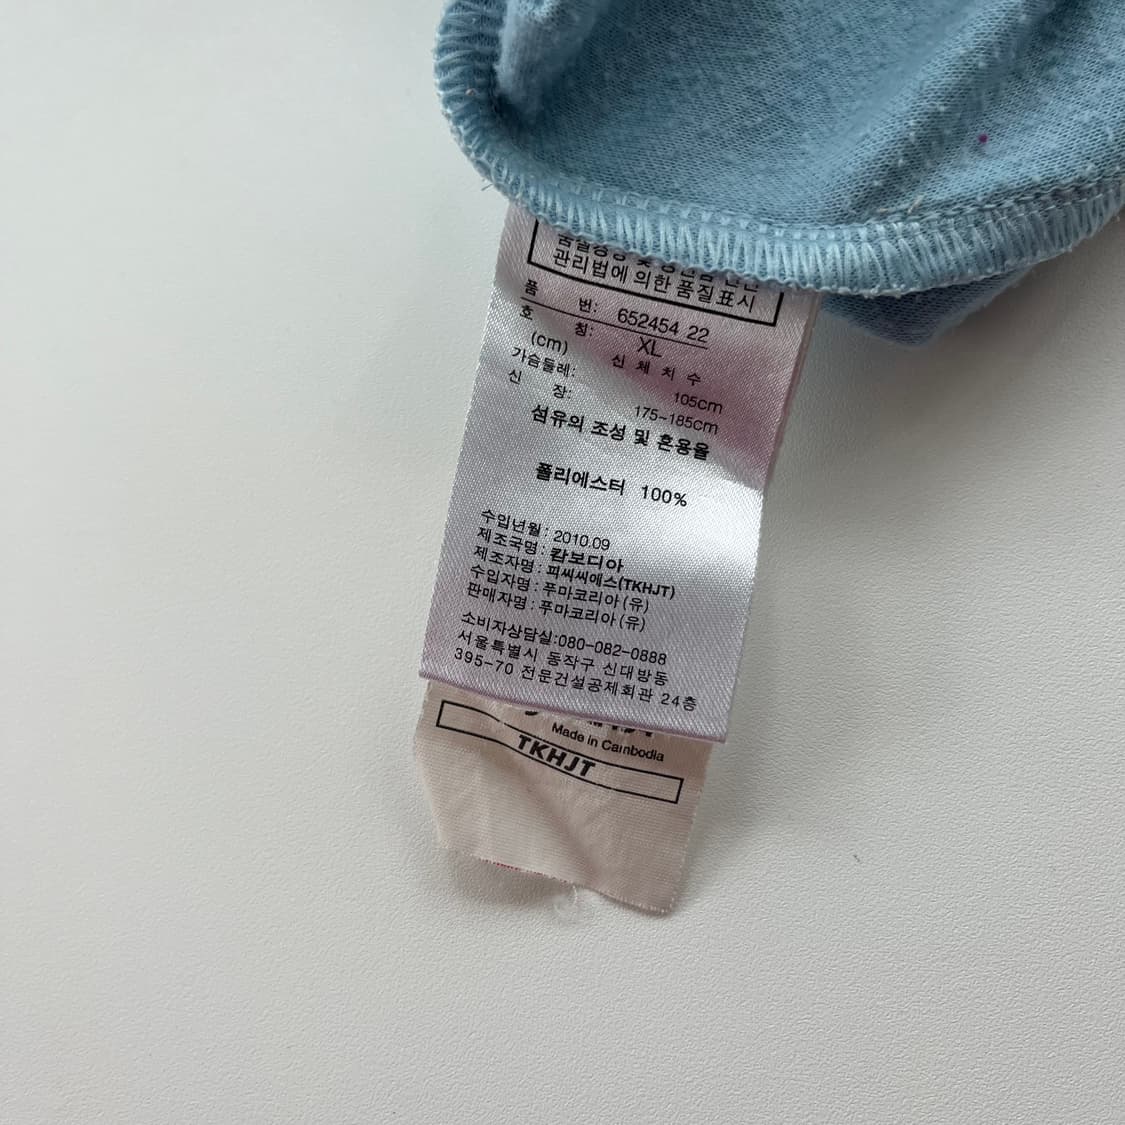 관리법에 의한 품질표시
품 번: 652454 22
호 칭: XL
(cm) 신 체 치 수
가슴둘레: 105cm
신 장: 175-185cm
섬유의 조성 및 혼용율
폴리에스터 100%
수입년월: 2010.09
제조국명: 캄보디아
제조자명: 피씨씨에스(TKHJT)
수입자명: 푸마코리아(유)
판매자명: 푸마코리아(유)
소비자상담실:080-082-0888
서울특별시 동작구 신대방동
395-70 전문건설공제회관 24층
Made in Cambodia
TKHJT